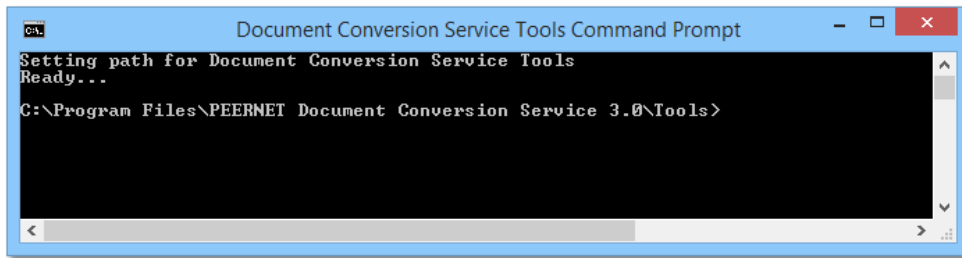 Document Conversion Service Tools Command Prompt
Setting path for Document Conversion Service Tools
Ready...
C:\Program Files\PEERNET Document Conversion Service 3.0\Tools>